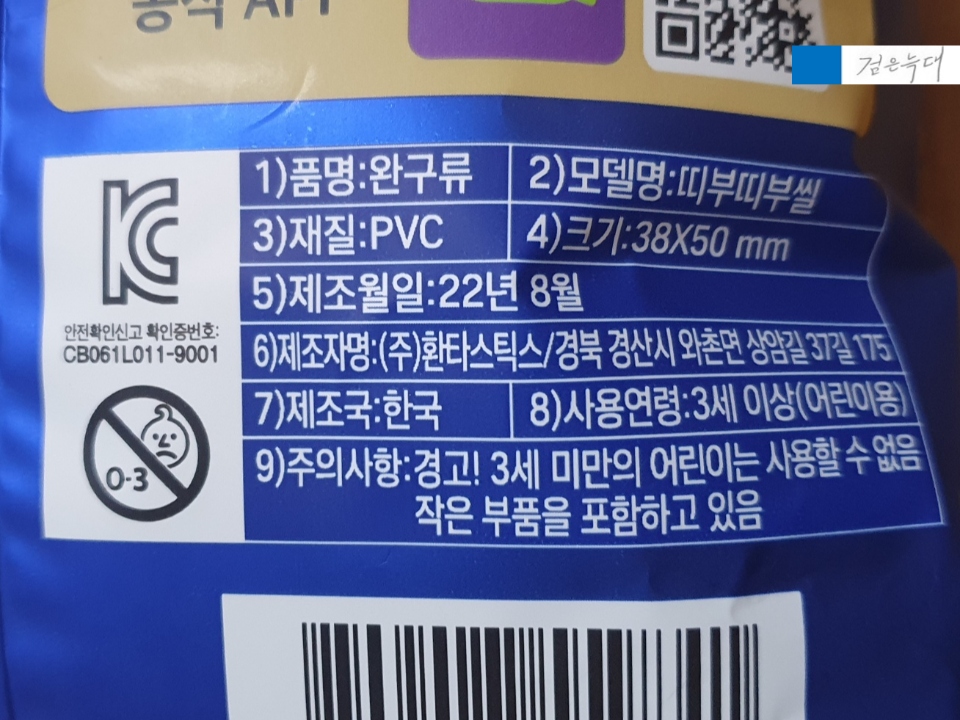 공식 APP
검은늑대
1)품명:완구류 2)모델명:띠부띠부씰
3)재질:PVC 4)크기:38X50 mm
5)제조월일:22년 8월
안전확인신고 확인증번호:
CB061L011-9001
6)제조자명:(주)환타스틱스/경북 경산시 와촌면 상암길 37길 175
7)제조국:한국 8)사용연령:3세 이상(어린이용)
0-3
9)주의사항:경고! 3세 미만의 어린이는 사용할 수 없음
작은 부품을 포함하고 있음